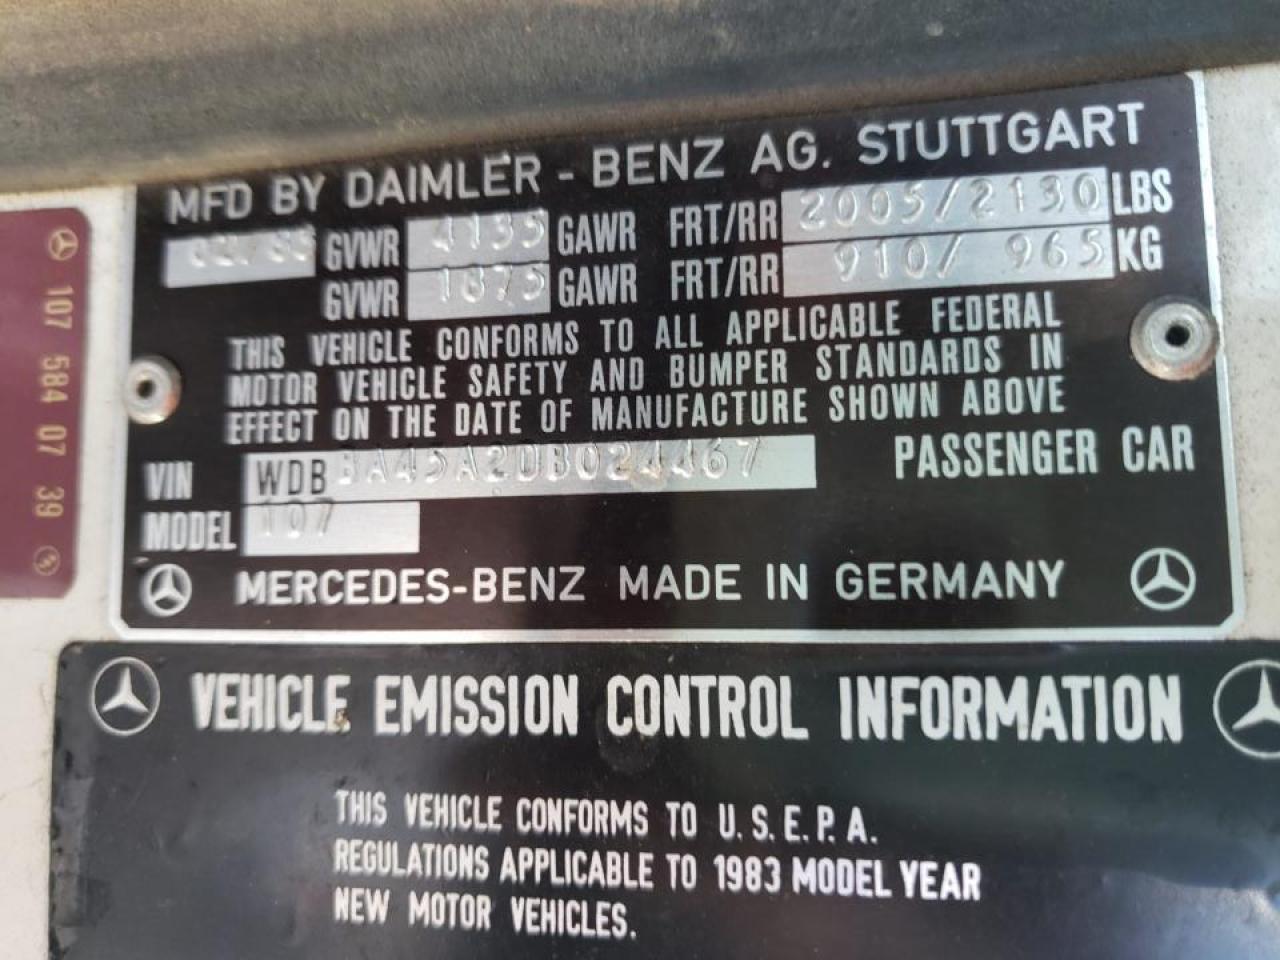 MFD BY DAIMLER - BENZ AG. STUTTGART
GVWR 4135 GAWR FRT/RR 2005/2130 LBS
GVWR 1875 GAWR FRT/RR 910/ 965 KG
THIS VEHICLE CONFORMS TO ALL APPLICABLE FEDERAL
MOTOR VEHICLE SAFETY AND BUMPER STANDARDS IN
EFFECT ON THE DATE OF MANUFACTURE SHOWN ABOVE
VIN WDB BA45A2DB024467 PASSENGER CAR
MODEL 107
MERCEDES-BENZ MADE IN GERMANY
107 584 07 39
VEHICLE EMISSION CONTROL INFORMATION
THIS VEHICLE CONFORMS TO U.S.E.P.A.
REGULATIONS APPLICABLE TO 1983 MODEL YEAR
NEW MOTOR VEHICLES.